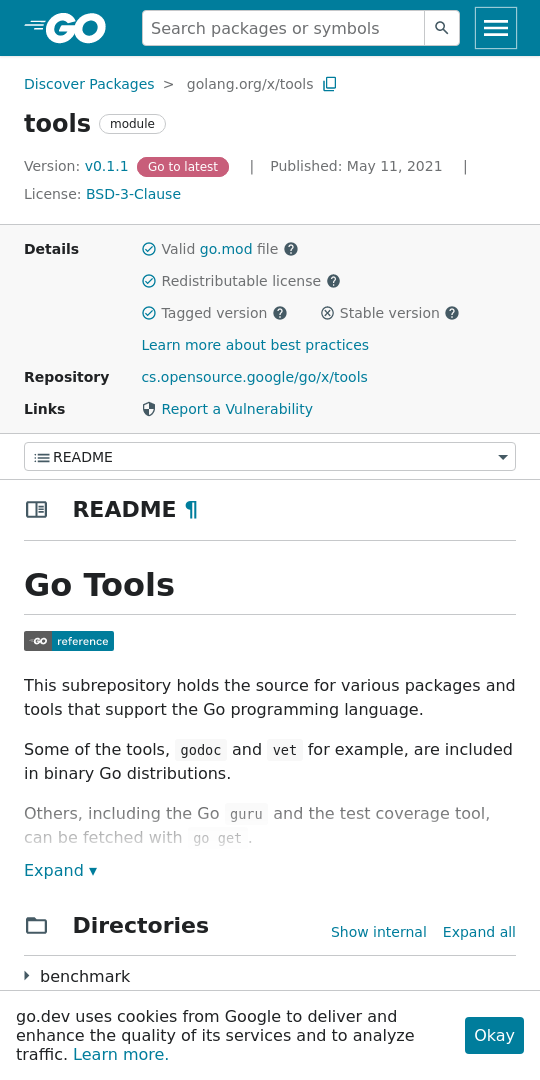 GO
Search packages or symbols
Discover Packages > golang.org/x/tools
tools module
Version: v0.1.1 Go to latest | Published: May 11, 2021 |
License: BSD-3-Clause
Details Valid go.mod file
Redistributable license
Tagged version Stable version
Learn more about best practices
Repository cs.opensource.google/go/x/tools
Links Report a Vulnerability
README
README ¶
Go Tools
GO reference
This subrepository holds the source for various packages and
tools that support the Go programming language.
Some of the tools, godoc and vet for example, are included
in binary Go distributions.
Others, including the Go guru and the test coverage tool,
can be fetched with go get .
Expand ▾
Directories Show internal Expand all
benchmark
go.dev uses cookies from Google to deliver and
enhance the quality of its services and to analyze
traffic. Learn more.
Okay